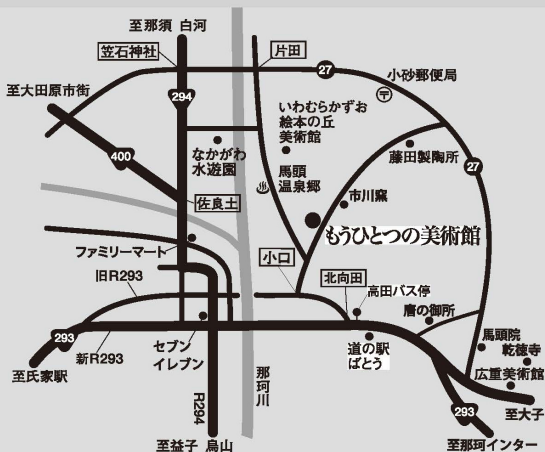 至那須 白河
笠石神社
片田
27
小砂郵便局
〒
至大田原市街
294
いわむらかずお
絵本の丘
美術館
400
なかがわ
水遊園
藤田製陶所
27
馬頭
温泉郷
市川窯
佐良土
もうひとつの美術館
ファミリーマート
小口
旧R293
北向田
高田バス停
唐の御所
293
新R293
セブン
イレブン
道の駅
ばとう
馬頭院
乾徳寺
広重美術館
至氏家駅
R294
那珂川
293
至大子
至益子 烏山
至那珂インター